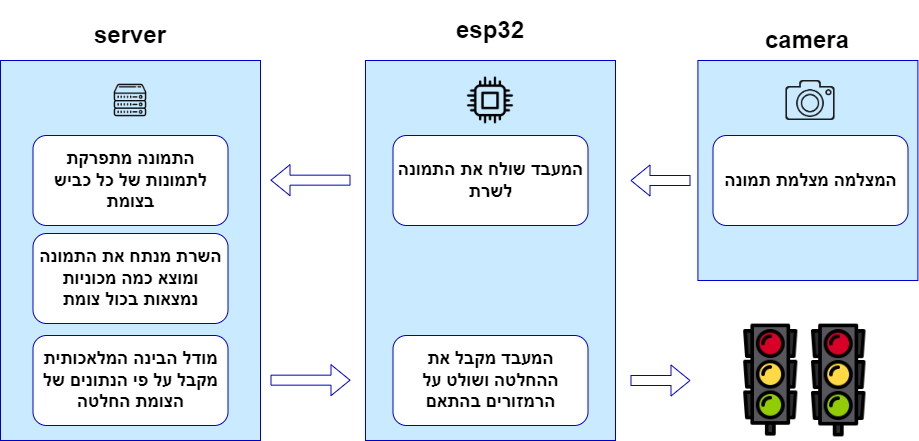 server
esp32
camera
התמונה מתפרקת
לתמונות של כל כביש
בצומת
המעבד שולח את התמונה
לשרת
המצלמה מצלמת תמונה
השרת מנתח את התמונה
ומוצא כמה מכוניות
נמצאות בכול צומת
מודל הבינה המלאכותית
מקבל על פי הנתונים של
הצומת החלטה
המעבד מקבל את
ההחלטה ושולט על
הרמזורים בהתאם